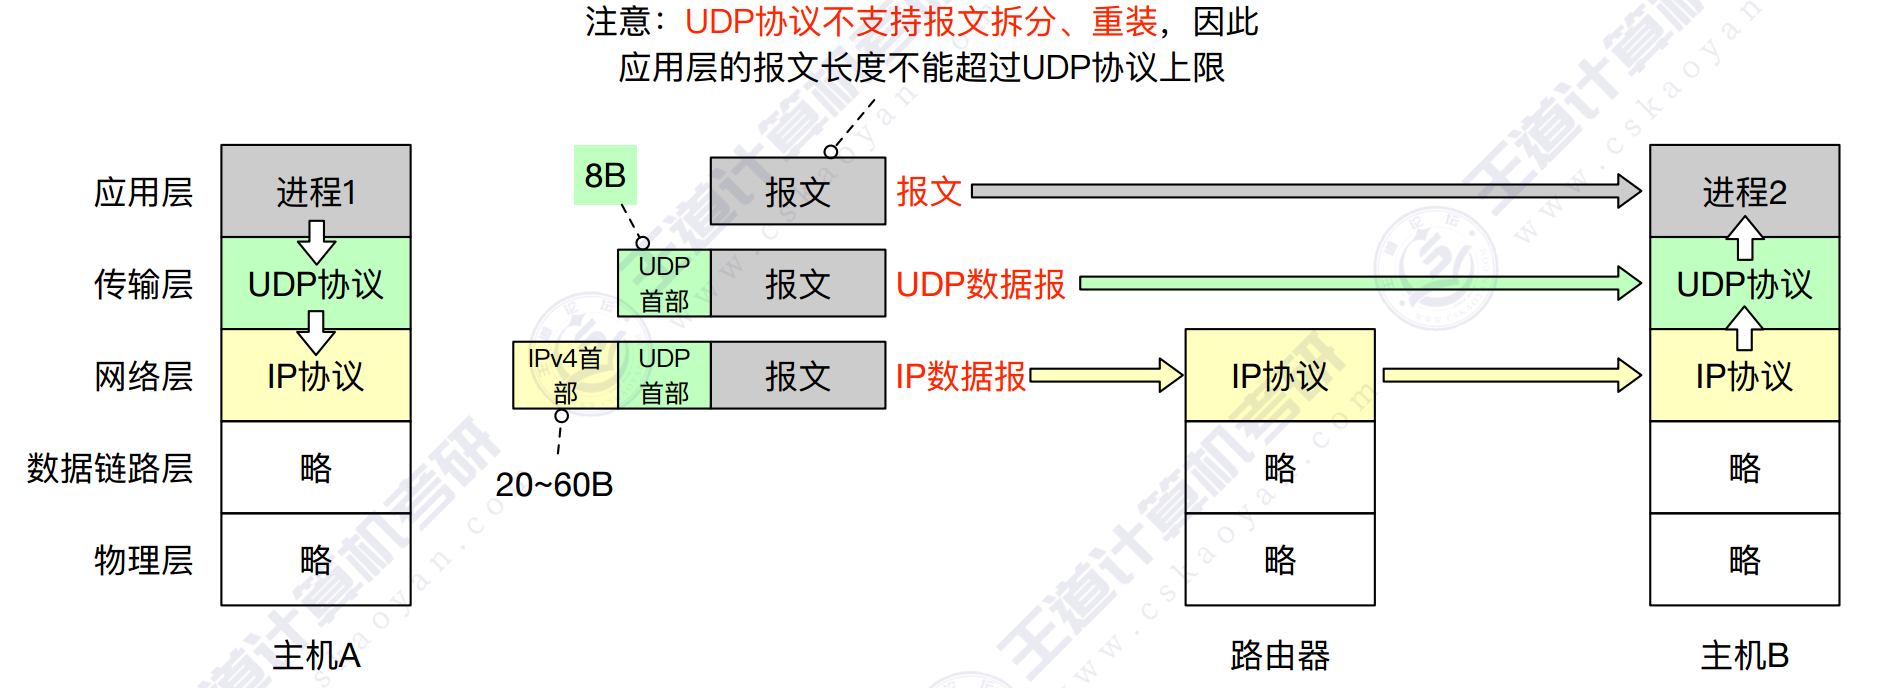 注意：UDP协议不支持报文拆分、重装，因此
应用层的报文长度不能超过UDP协议上限
应用层
进程1
8B
报文
报文
进程2
传输层
UDP协议
UDP
首部
报文
UDP数据报
UDP协议
网络层
IP协议
IPv4首
部
UDP
首部
报文
IP数据报
IP协议
IP协议
20~60B
数据链路层
略
略
略
物理层
略
略
略
主机A
路由器
主机B
王道计算机考研
www.cskaoyan.com